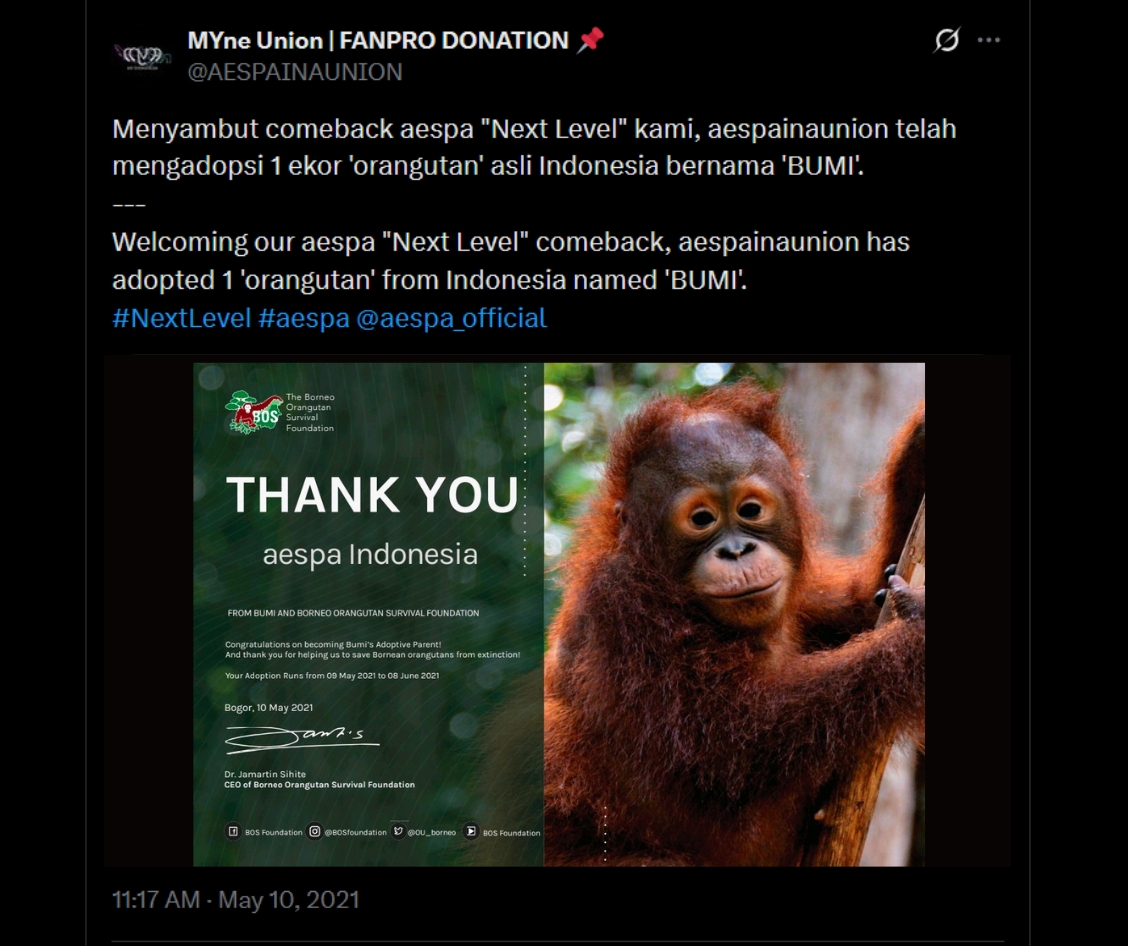 MYne Union | FANPRO DONATION 📌
@AESPAINAUNION
Menyambut comeback aespa "Next Level" kami, aespainaunion telah
mengadopsi 1 ekor 'orangutan' asli Indonesia bernama 'BUMI'.
---
Welcoming our aespa "Next Level" comeback, aespainaunion has
adopted 1 'orangutan' from Indonesia named 'BUMI'.
#NextLevel #aespa @aespa_official
BOS
The Borneo
Orangutan
Survival
Foundation
THANK YOU
aespa Indonesia
FROM BUMI AND BORNEO ORANGUTAN SURVIVAL FOUNDATION
Congratulations on becoming Bumi's Adoptive Parent!
And thank you for helping us to save Bornean orangutans from extinction!
Your Adoption Runs from 09 May 2021 to 08 June 2021
Bogor, 10 May 2021
Dr. Jamartin Sihite
CEO of Borneo Orangutan Survival Foundation
BOS Foundation @BOSfoundation @OU_borneo BOS Foundation
11:17 AM · May 10, 2021